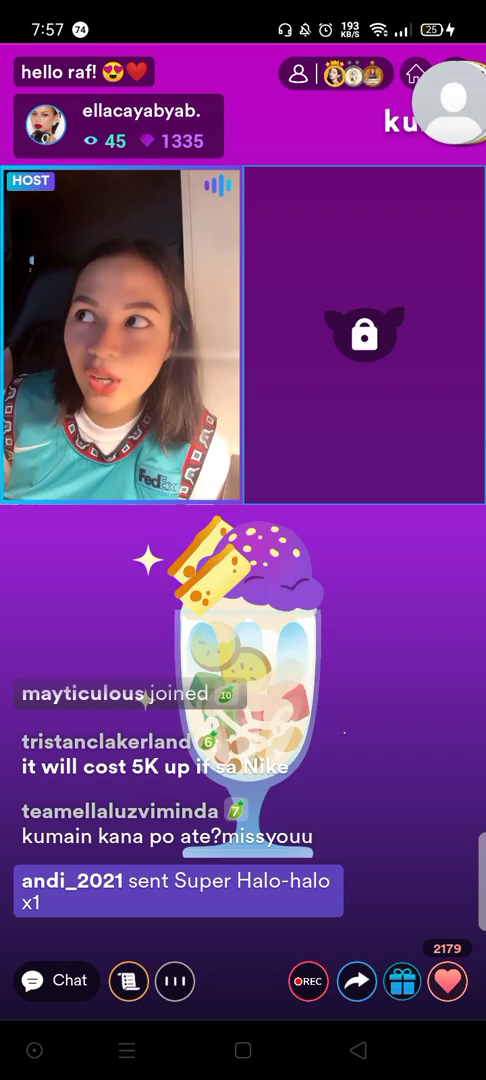 7:57 74 193 KB/S 25
hello raf! 😍❤️
ellacayabyab.
45 1335
ku
HOST
FedEx
mayticulous joined 10
tristanclakerland 6
it will cost 5K up if sa Nike
teamellaluzviminda 7
kumain kana po ate?missyouu
andi_2021 sent Super Halo-halo
x1
2179
Chat
REC